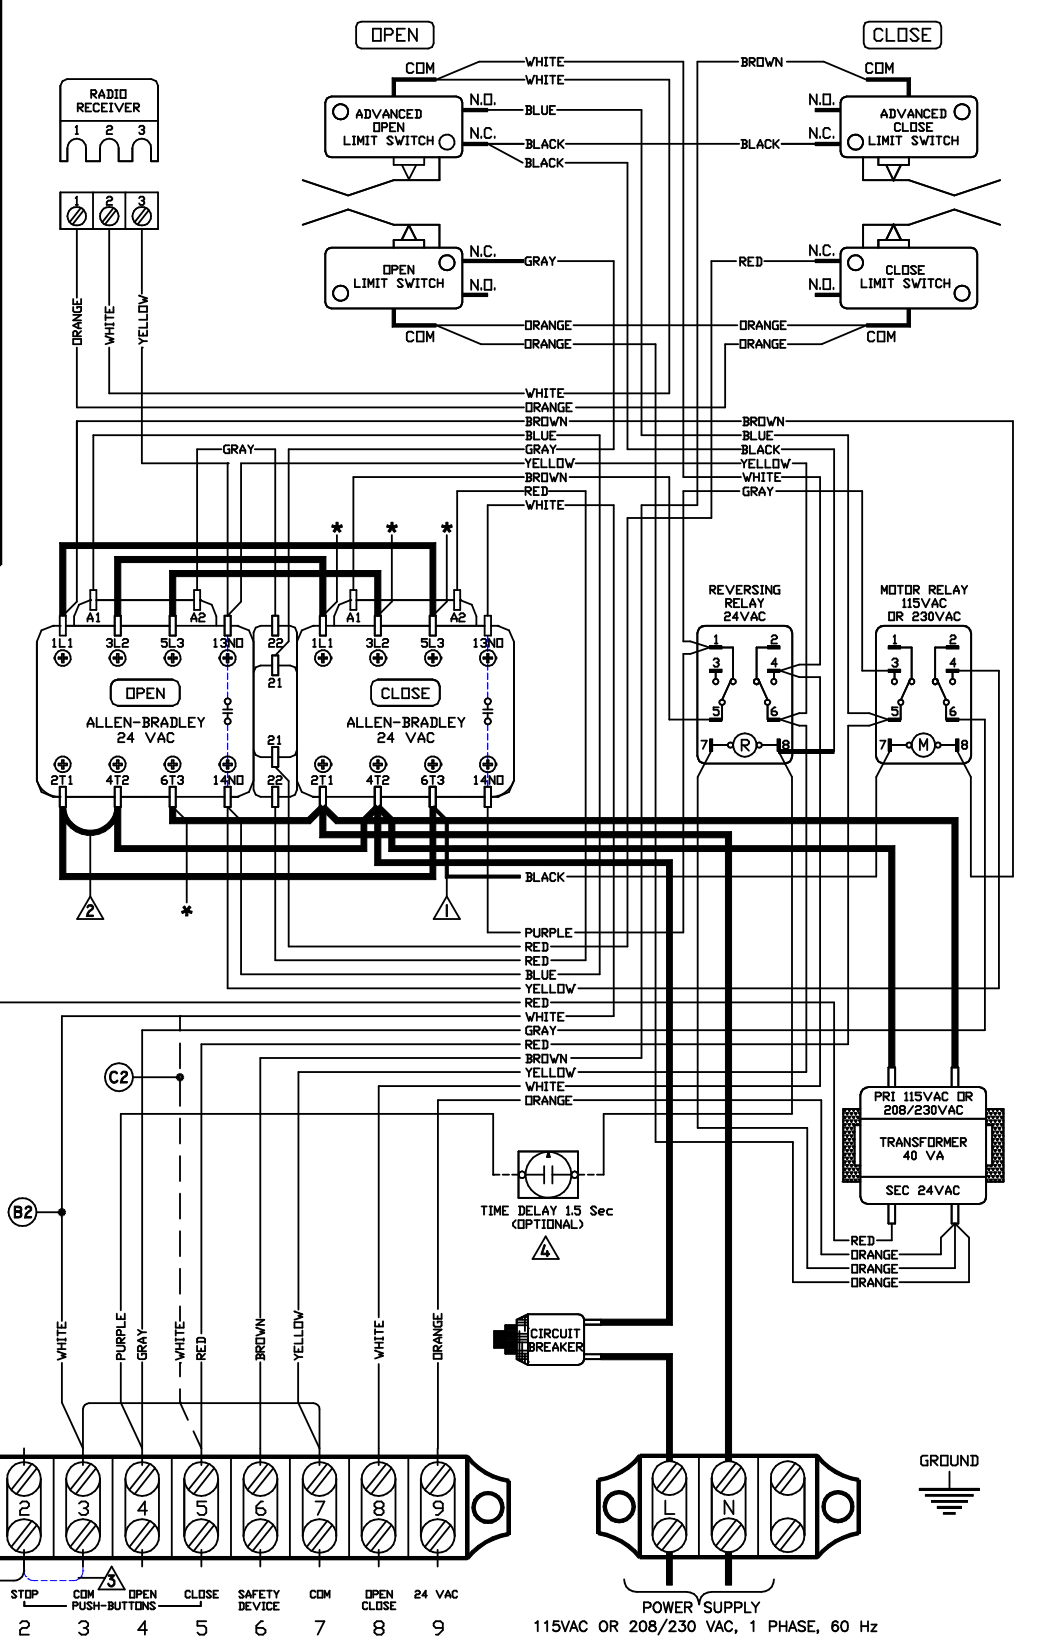 OPEN
CLOSE
RADIO
RECEIVER
1 2 3
1 2 3
ORANGE
WHITE
YELLOW
COM
WHITE
WHITE
BROWN
COM
ADVANCED
OPEN
LIMIT SWITCH
N.O.
BLUE
N.C.
BLACK
BLACK
BLACK
N.O.
N.C.
ADVANCED
CLOSE
LIMIT SWITCH
OPEN
LIMIT SWITCH
N.C.
GRAY
N.O.
RED
N.C.
N.O.
CLOSE
LIMIT SWITCH
COM
ORANGE
ORANGE
ORANGE
ORANGE
COM
WHITE
ORANGE
BROWN
BROWN
BLUE
BLUE
GRAY
GRAY
BLACK
YELLOW
YELLOW
BROWN
WHITE
RED
GRAY
WHITE
* * *
A1
A2
A1
A2
1L1 3L2 5L3 13NO
22
21
1L1 3L2 5L3 13NO
OPEN
ALLEN-BRADLEY
24 VAC
CLOSE
ALLEN-BRADLEY
24 VAC
21
22
2T1 4T2 6T3 14NO
2T1 4T2 6T3 14NO
REVERSING
RELAY
24VAC
1 2
3 4
5 6
7 R 8
MOTOR RELAY
115VAC
OR 230VAC
1 2
3 4
5 6
7 M 8
2
*
1
BLACK
PURPLE
RED
RED
BLUE
YELLOW
RED
WHITE
GRAY
RED
BROWN
YELLOW
WHITE
ORANGE
C2
B2
TIME DELAY 1.5 Sec
(OPTIONAL)
4
PRI 115VAC OR
208/230VAC
TRANSFORMER
40 VA
SEC 24VAC
RED
ORANGE
ORANGE
ORANGE
CIRCUIT
BREAKER
WHITE
PURPLE
GRAY
WHITE
RED
BROWN
YELLOW
WHITE
ORANGE
2 3 4 5 6 7 8 9
L N
GROUND
3
STOP
COM
OPEN
CLOSE
PUSH-BUTTONS
SAFETY
DEVICE
COM
OPEN
CLOSE
24 VAC
2 3 4 5 6 7 8 9
POWER SUPPLY
115VAC OR 208/230 VAC, 1 PHASE, 60 Hz